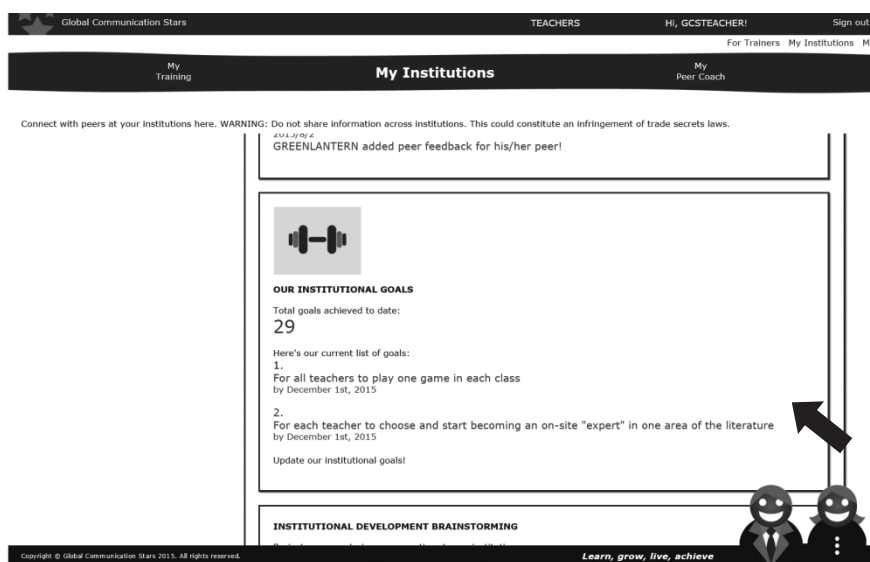 Global Communication Stars TEACHERS Hi, GCSTEACHER! Sign out
For Trainers My Institutions M
My Training My Institutions My Peer Coach
Connect with peers at your institutions here. WARNING: Do not share information across institutions. This could constitute an infringement of trade secrets laws.
GREENLANTERN added peer feedback for his/her peer!
OUR INSTITUTIONAL GOALS
Total goals achieved to date:
29
Here's our current list of goals:
1.
For all teachers to play one game in each class
by December 1st, 2015
2.
For each teacher to choose and start becoming an on-site "expert" in one area of the literature
by December 1st, 2015
Update our institutional goals!
INSTITUTIONAL DEVELOPMENT BRAINSTORMING
Copyright © Global Communication Stars 2015. All rights reserved. Learn, grow, live, achieve